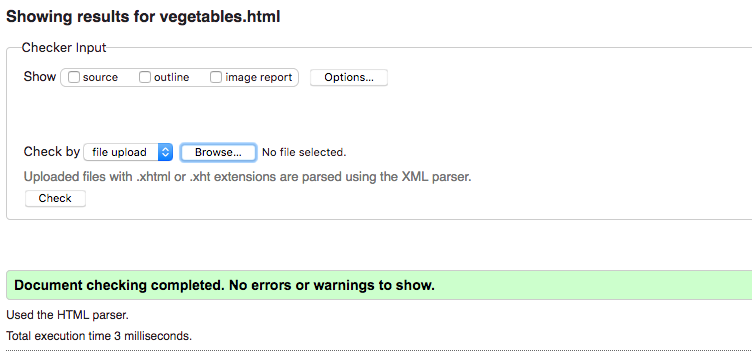 Showing results for vegetables.html
Checker Input
Show source outline image report Options...
Check by file upload Browse... No file selected.
Uploaded files with .xhtml or .xht extensions are parsed using the XML parser.
Check
Document checking completed. No errors or warnings to show.
Used the HTML parser.
Total execution time 3 milliseconds.